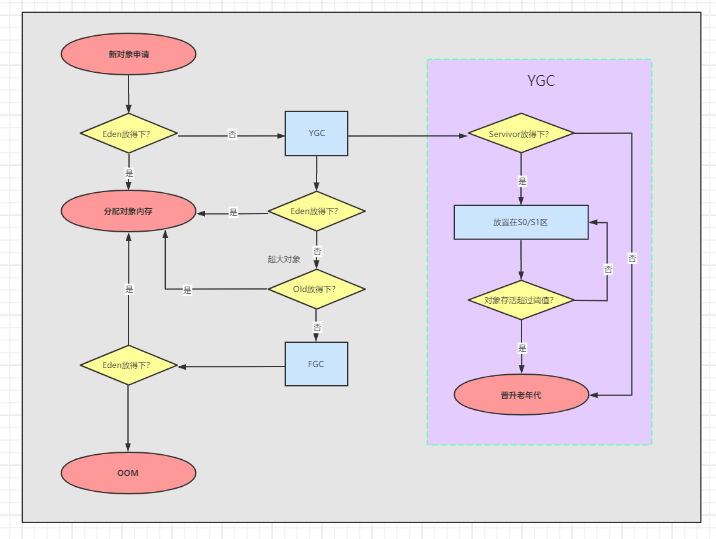 新对象申请
YGC
Eden放得下?
否
YGC
Servivor放得下?
是
是
分配对象内存
是
Eden放得下?
放置在S0/S1区
否
超大对象
否
否
是
Old放得下?
是
对象存活超过阈值?
否
是
Eden放得下?
FGC
晋升老年代
OOM